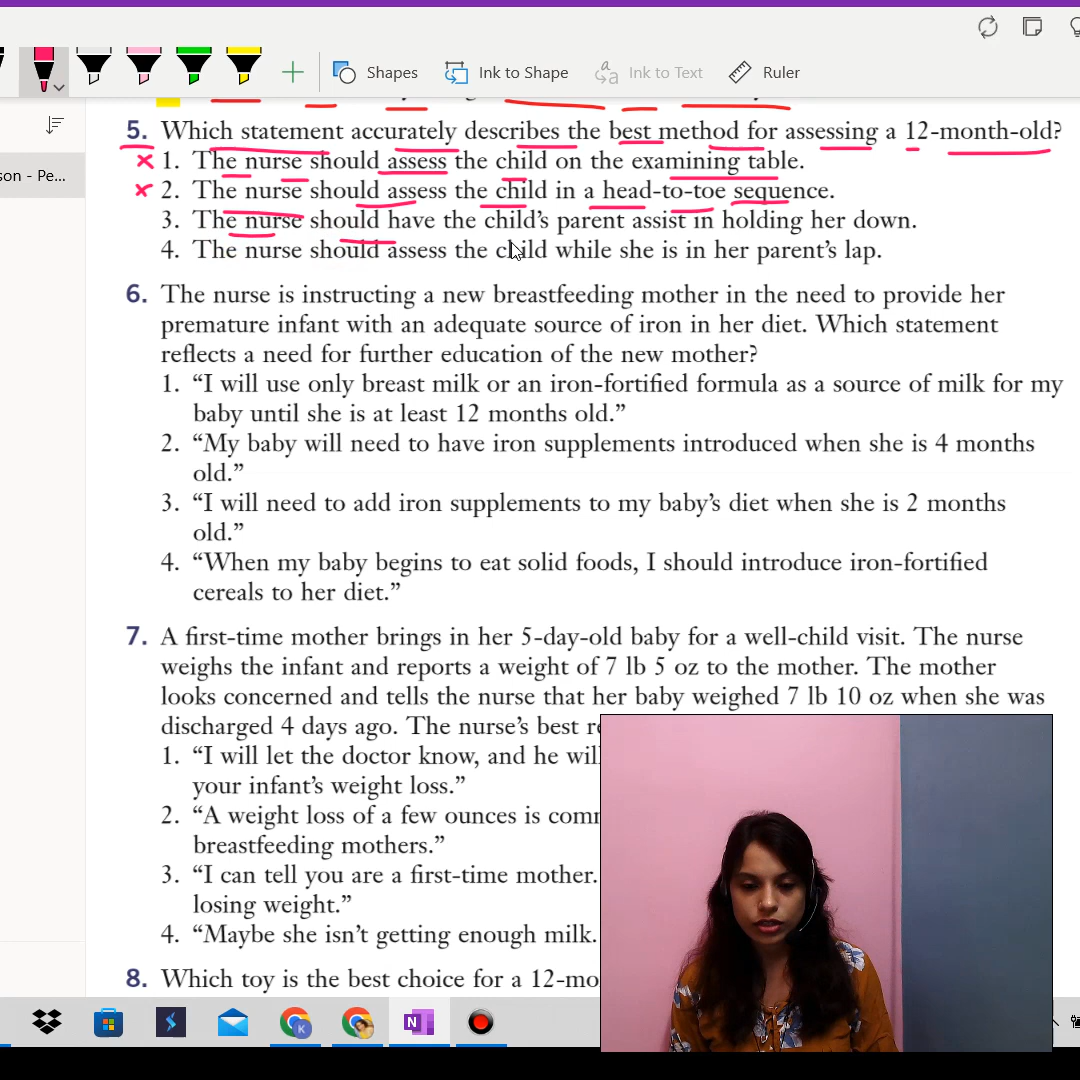 Shapes
Ink to Shape
Ink to Text
Ruler
son - Pe...
5. Which statement accurately describes the best method for assessing a 12-month-old?
1. The nurse should assess the child on the examining table.
2. The nurse should assess the child in a head-to-toe sequence.
3. The nurse should have the child's parent assist in holding her down.
4. The nurse should assess the child while she is in her parent's lap.
6. The nurse is instructing a new breastfeeding mother in the need to provide her
premature infant with an adequate source of iron in her diet. Which statement
reflects a need for further education of the new mother?
1. “I will use only breast milk or an iron-fortified formula as a source of milk for my
baby until she is at least 12 months old.”
2. “My baby will need to have iron supplements introduced when she is 4 months
old.”
3. “I will need to add iron supplements to my baby's diet when she is 2 months
old.”
4. “When my baby begins to eat solid foods, I should introduce iron-fortified
cereals to her diet.”
7. A first-time mother brings in her 5-day-old baby for a well-child visit. The nurse
weighs the infant and reports a weight of 7 lb 5 oz to the mother. The mother
looks concerned and tells the nurse that her baby weighed 7 lb 10 oz when she was
discharged 4 days ago. The nurse's best
1. “I will let the doctor know, and he
your infant's weight loss.”
2. “A weight loss of a few ounces is
breastfeeding mothers.”
3. “I can tell you are a first-time mother.
losing weight.”
4. “Maybe she isn't getting enough milk.
8. Which toy is the best choice for a 12-mo